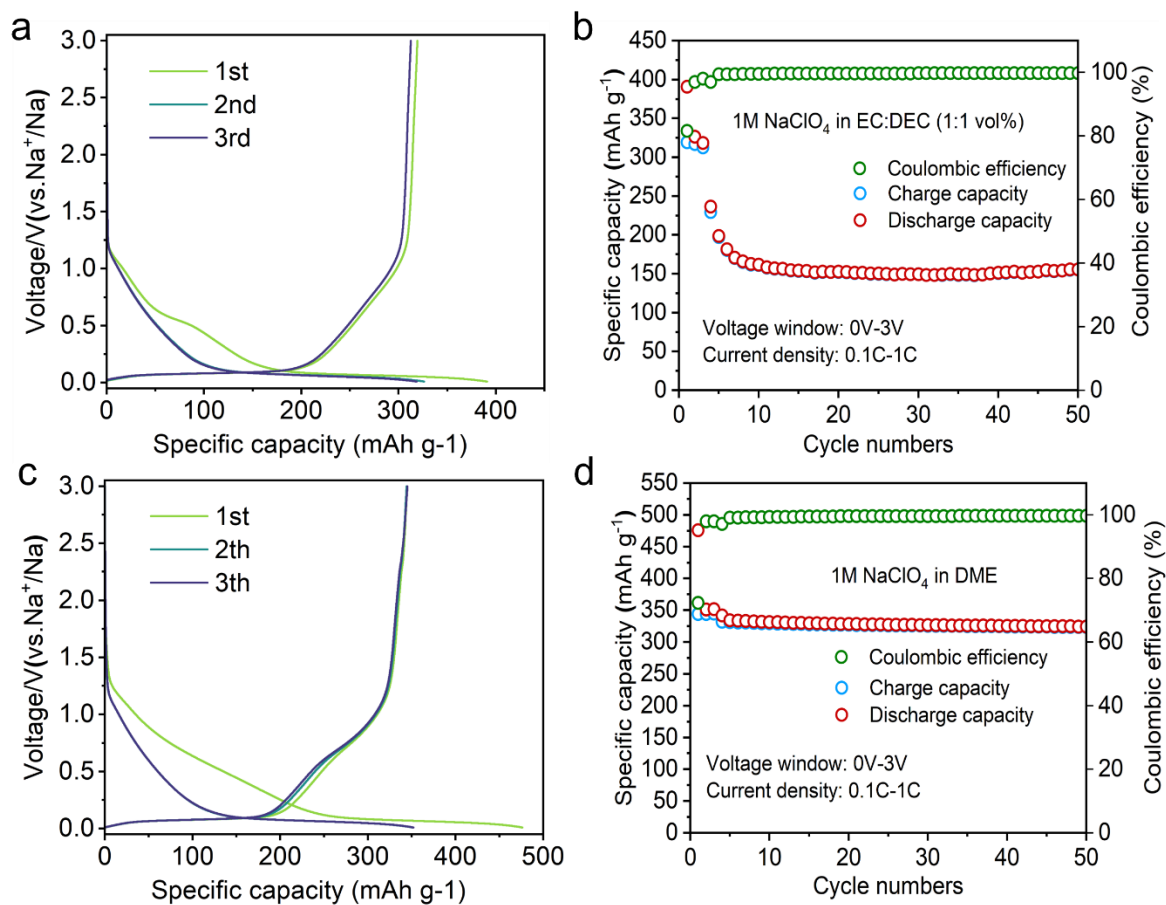 a
3.0
2.5
2.0
1.5
1.0
0.5
0.0
Voltage/V(vs.Na⁺/Na)
1st
2nd
3rd
0
100
200
300
400
Specific capacity (mAh g-1)
b
450
400
350
300
250
200
150
100
75
50
25
0
Specific capacity (mAh g⁻¹)
1M NaClO₄ in EC:DEC (1:1 vol%)
Coulombic efficiency
Charge capacity
Discharge capacity
Voltage window: 0V-3V
Current density: 0.1C-1C
100
80
60
40
20
0
Coulombic efficiency (%)
0
10
20
30
40
50
Cycle numbers
c
3.0
2.5
2.0
1.5
1.0
0.5
0.0
Voltage/V(vs.Na⁺/Na)
1st
2th
3th
0
100
200
300
400
500
Specific capacity (mAh g-1)
d
550
500
450
400
350
300
250
200
150
100
75
50
25
0
Specific capacity (mAh g⁻¹)
1M NaClO₄ in DME
Coulombic efficiency
Charge capacity
Discharge capacity
Voltage window: 0V-3V
Current density: 0.1C-1C
100
80
60
40
20
0
Coulombic efficiency (%)
0
10
20
30
40
50
Cycle numbers